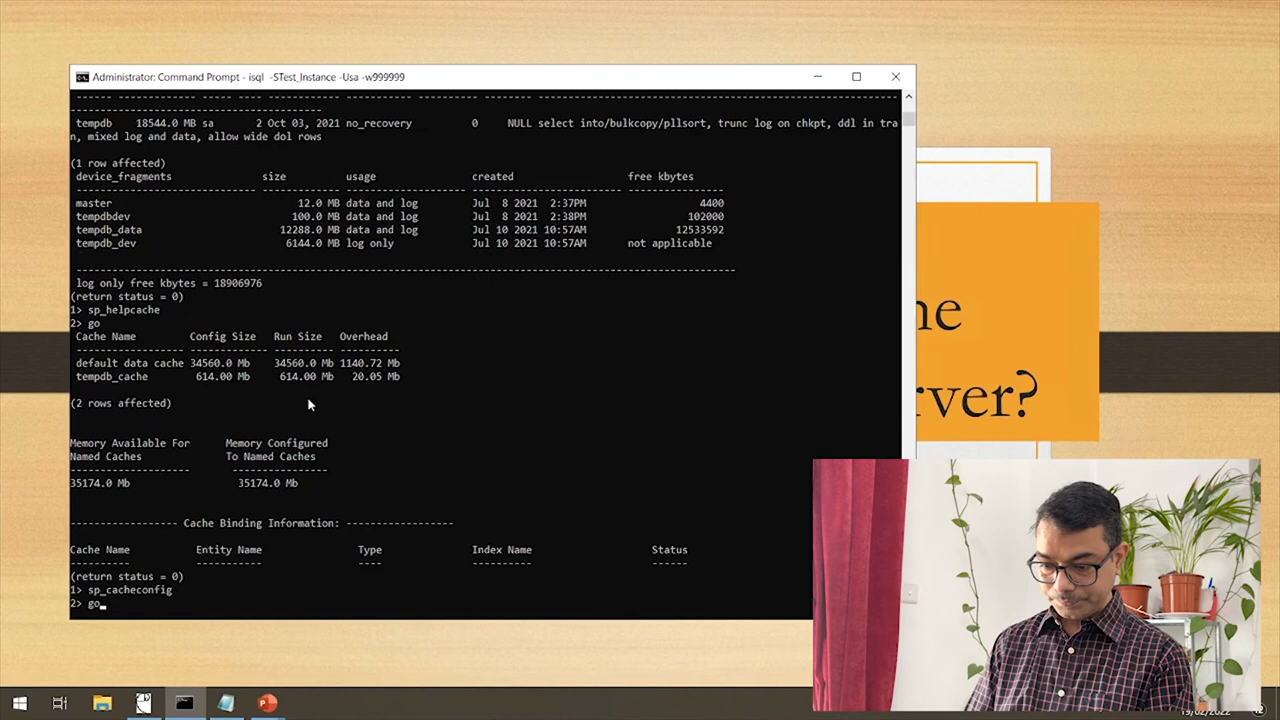 Administrator: Command Prompt - isql  -STest_Instance -Usa -w999999
tempdb 18544.0 MB sa 2 Oct 03, 2021 no_recovery 0 NULL select into/bulkcopy/pllsort, trunc log on chkpt, ddl in tra
n, mixed log and data, allow wide dol rows
(1 row affected)
device_fragments size usage created free kbytes
master 12.0 MB data and log Jul 8 2021 2:37PM 4400
tempdbdev 100.0 MB data and log Jul 8 2021 2:38PM 102000
tempdb_data 12288.0 MB data and log Jul 10 2021 10:57AM 12533592
tempdb_dev 6144.0 MB log only Jul 10 2021 10:57AM not applicable
log only free kbytes = 18906976
(return status = 0)
1> sp_helpcache
2> go
Cache Name Config Size Run Size Overhead
default data cache 34560.0 Mb 34560.0 Mb 1140.72 Mb
tempdb_cache 614.00 Mb 614.00 Mb 20.05 Mb
(2 rows affected)
Memory Available For Memory Configured
Named Caches To Named Caches
35174.0 Mb 35174.0 Mb
----------------- Cache Binding Information: -----------------
Cache Name Entity Name Type Index Name Status
(return status = 0)
1> sp_cacheconfig
2> go
ne
rver?